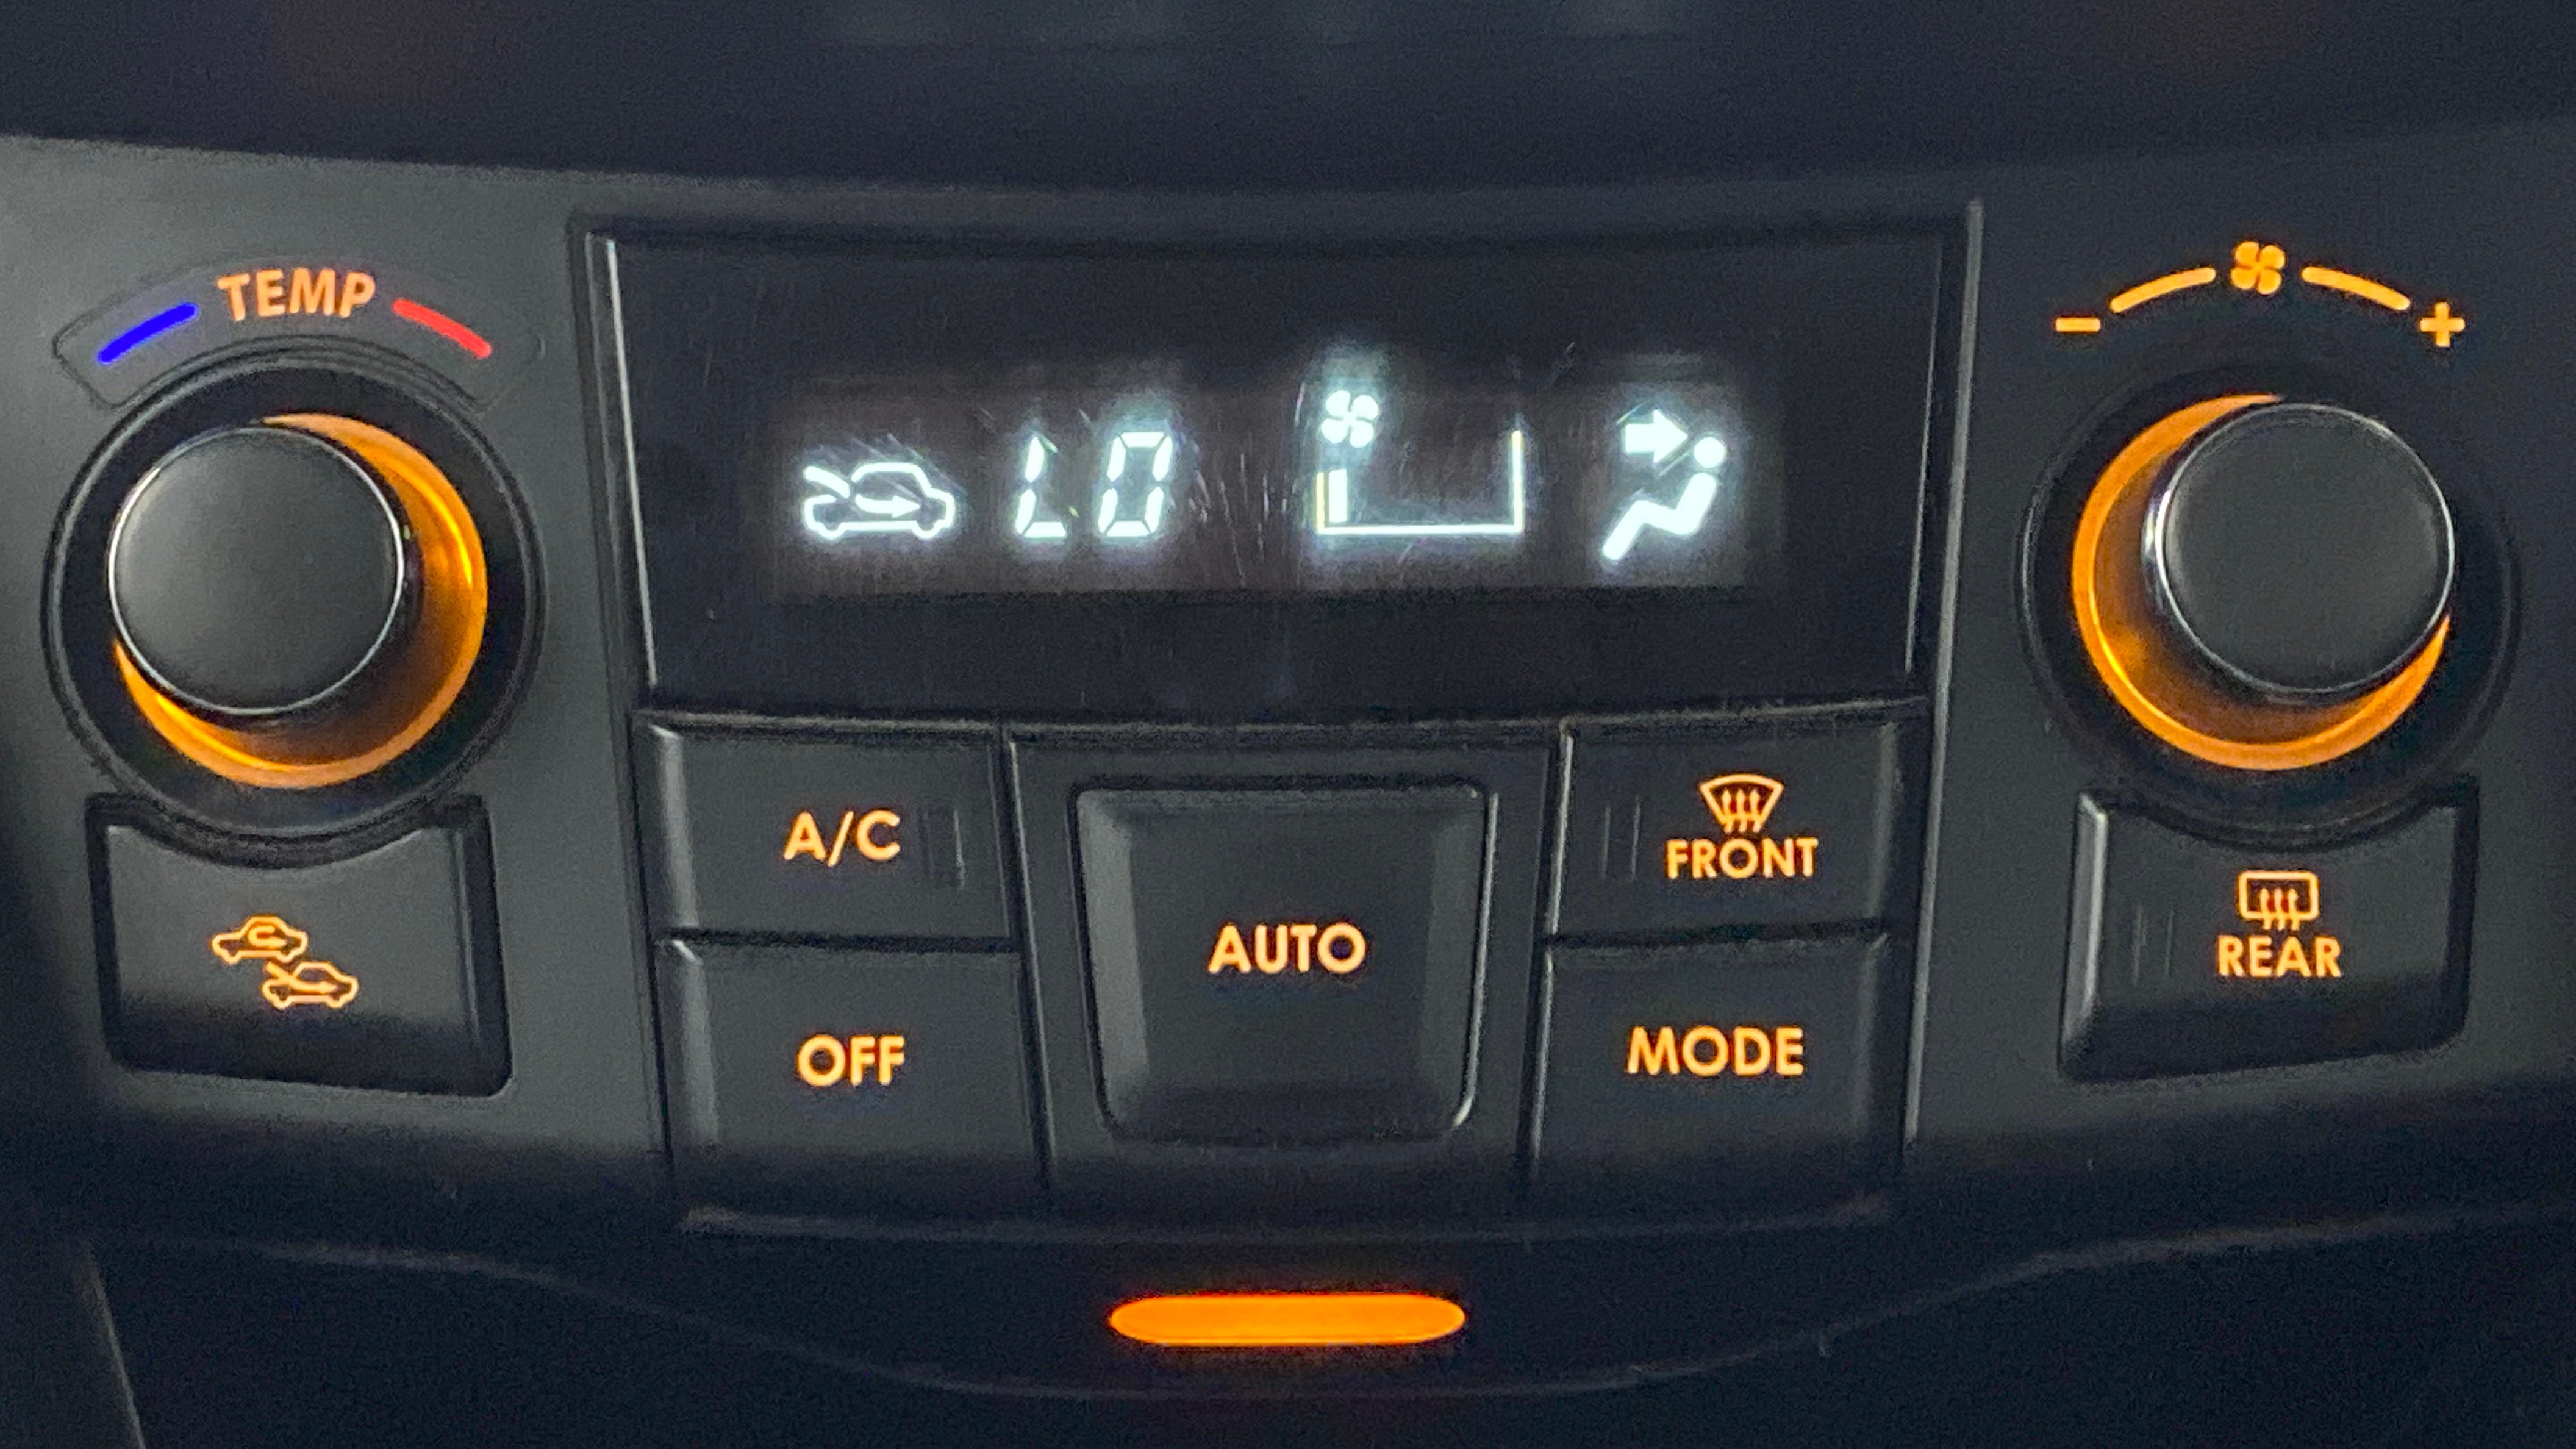 TEMP
- +
LO
A/C
FRONT
AUTO
REAR
OFF
MODE